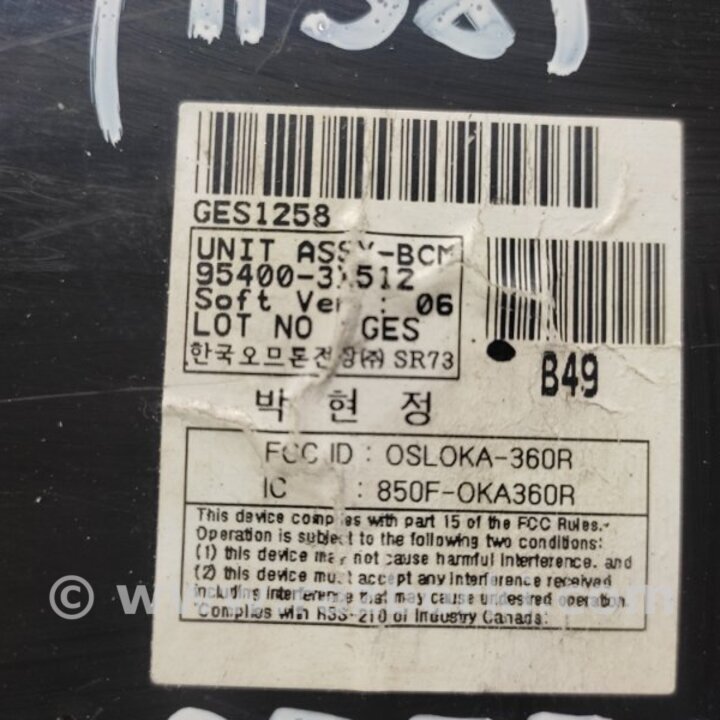 GES1258
UNIT ASSY-BCM
95400-3X512
Soft Ver : 06
LOT NO GES
한국오므론전장㈜ SR73
B49
박 현 정
FCC ID : OSLOKA-360R
IC : 850F-OKA360R
This device complies with part 15 of the FCC Rules.
Operation is subject to the following two conditions:
(1) this device may not cause harmful interference, and
(2) this device must accept any interference received,
including interference that may cause undesired operation.
Complies with RSS-210 of Industry Canada.